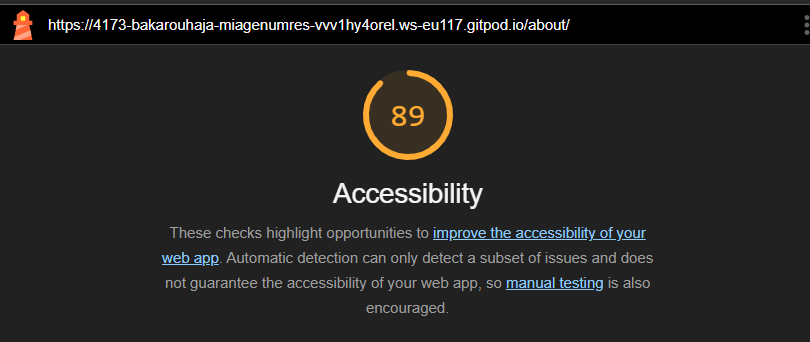 https://4173-bakarouhaja-miagenumres-vvv1hy4orel.ws-eu117.gitpod.io/about/
89
Accessibility
These checks highlight opportunities to improve the accessibility of your
web app. Automatic detection can only detect a subset of issues and does
not guarantee the accessibility of your web app, so manual testing is also
encouraged.